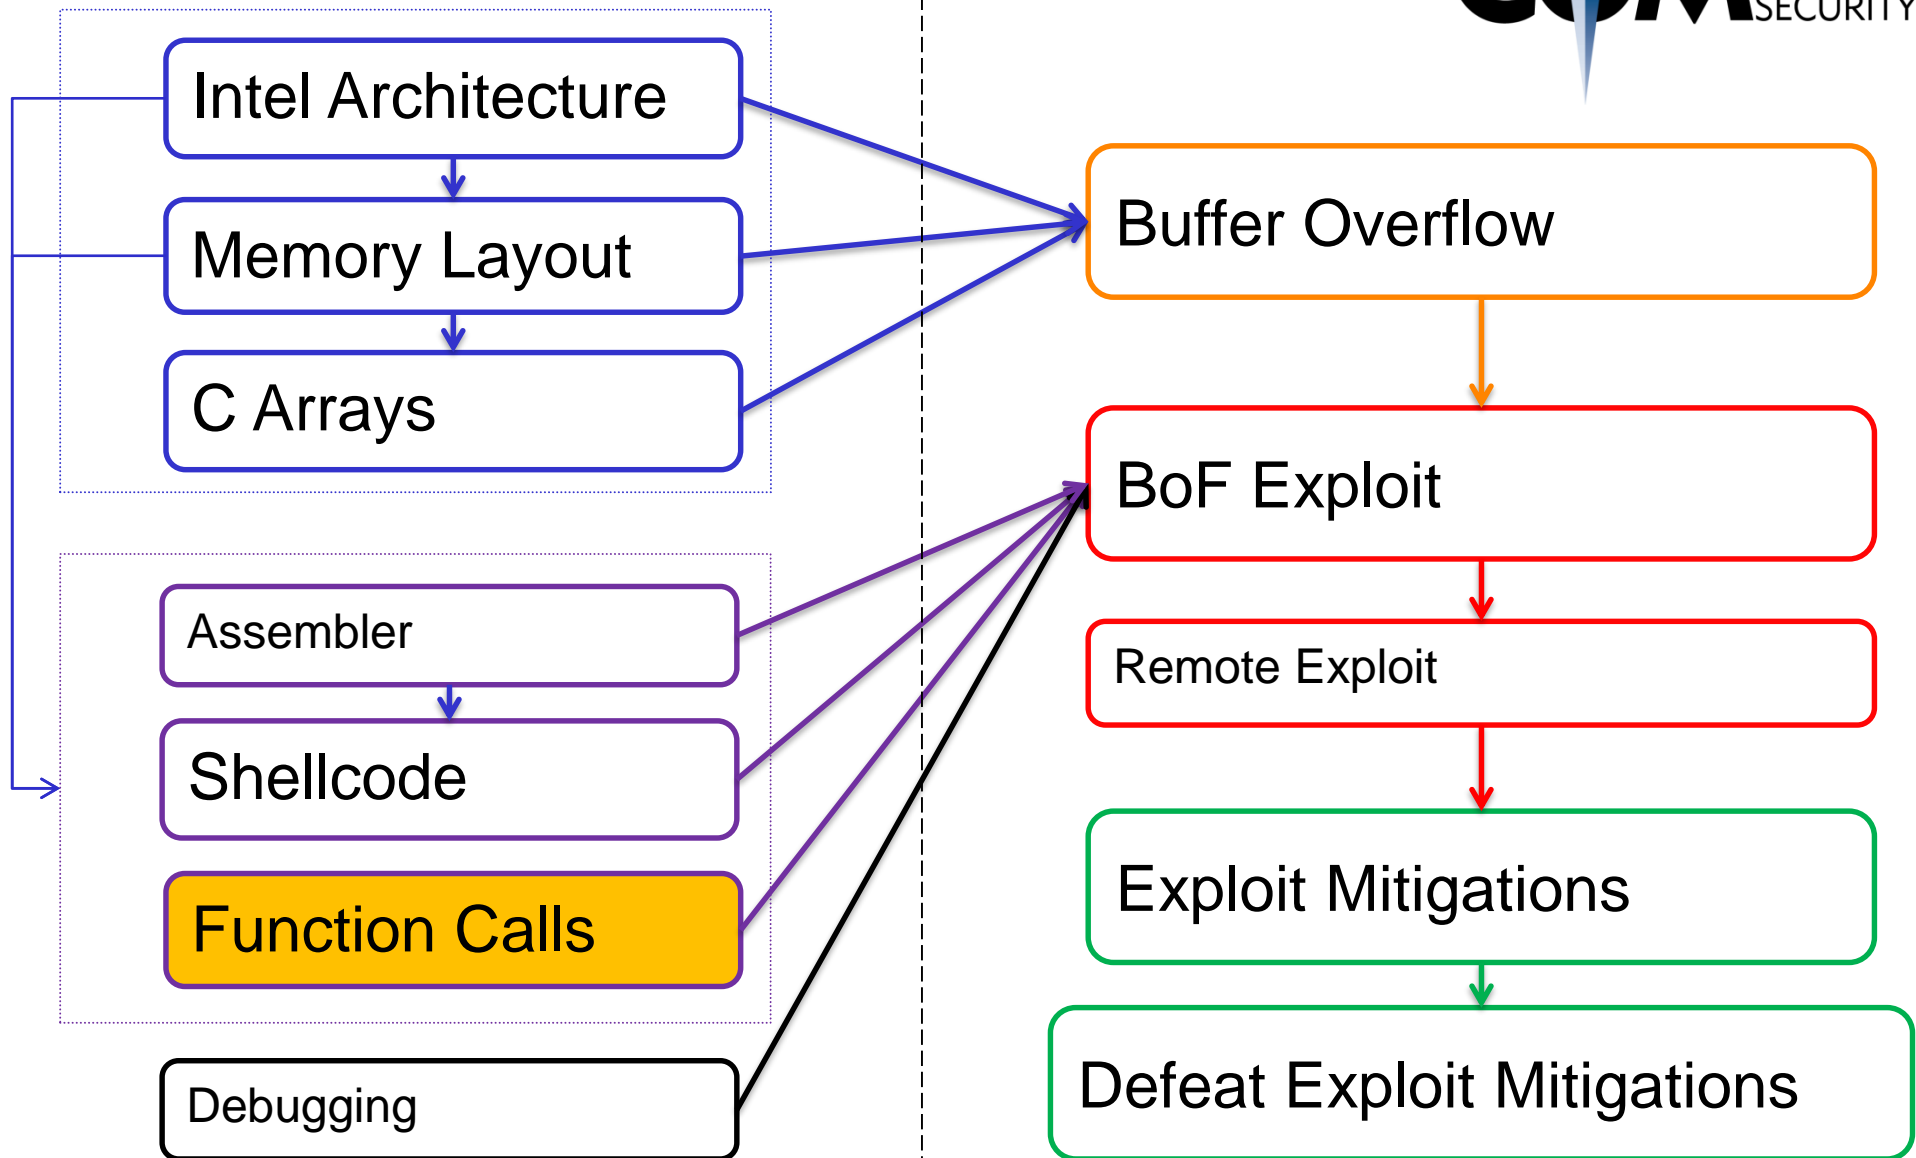 SECURITY
Intel Architecture
Memory Layout
C Arrays
Assembler
Shellcode
Function Calls
Debugging
Buffer Overflow
BoF Exploit
Remote Exploit
Exploit Mitigations
Defeat Exploit Mitigations